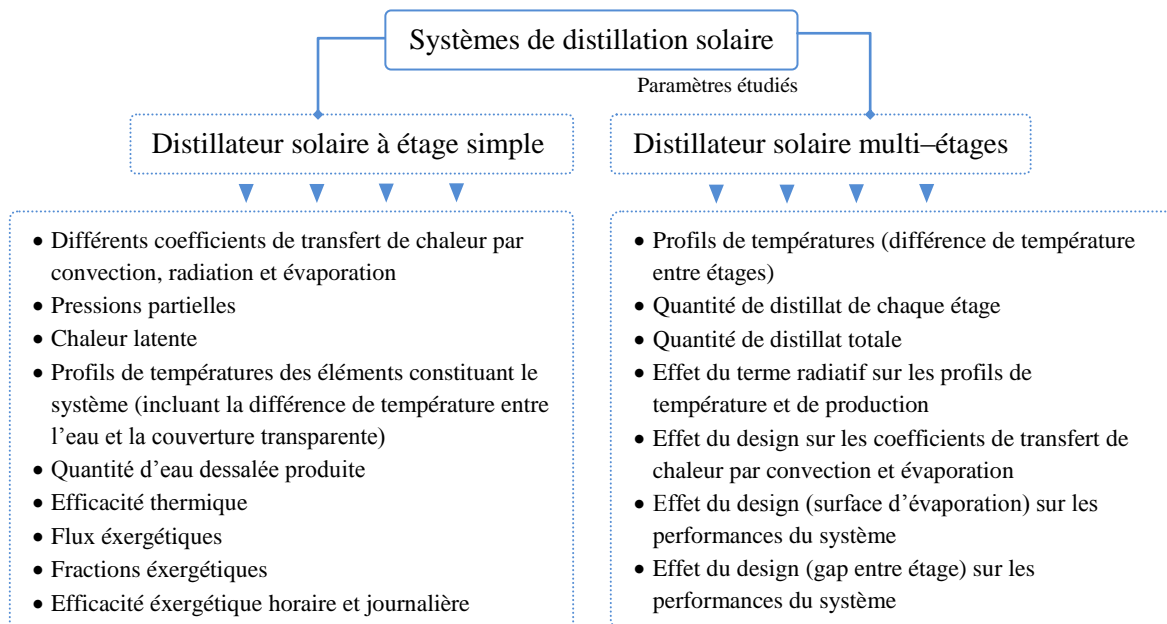 Systèmes de distillation solaire
Paramètres étudiés
Distillateur solaire à étage simple
• Différents coefficients de transfert de chaleur par
convection, radiation et évaporation
• Pressions partielles
• Chaleur latente
• Profils de températures des éléments constituant le
système (incluant la différence de température entre
l’eau et la couverture transparente)
• Quantité d’eau dessalée produite
• Efficacité thermique
• Flux éxergétiques
• Fractions éxergétiques
• Efficacité éxergétique horaire et journalière
Distillateur solaire multi–étages
• Profils de températures (différence de température
entre étages)
• Quantité de distillat de chaque étage
• Quantité de distillat totale
• Effet du terme radiatif sur les profils de
température et de production
• Effet du design sur les coefficients de transfert de
chaleur par convection et évaporation
• Effet du design (surface d’évaporation) sur les
performances du système
• Effet du design (gap entre étage) sur les
performances du système